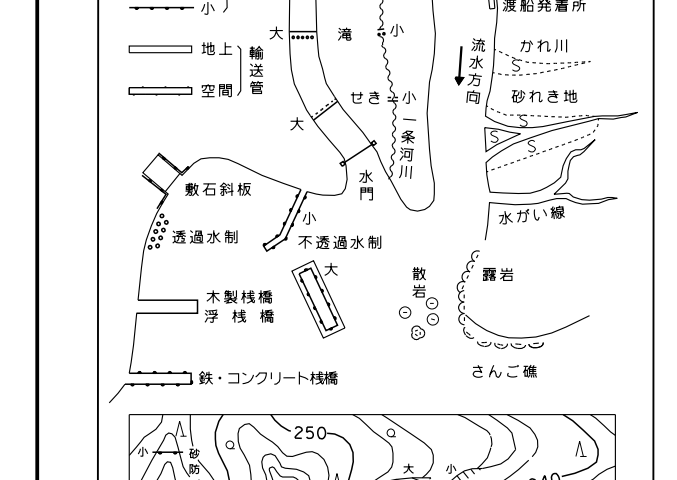 小
地上
輸送管
空間
大
滝
小
流水方向
渡船発着所
かれ川
S
砂れき地
S
S
S
せき
小
大
一条河川
水門
敷石斜板
小
透過水制
不透過水制
大
水がい線
散岩
露岩
木製桟橋
浮桟橋
さんご礁
鉄・コンクリート桟橋
250
小
砂防
大
小